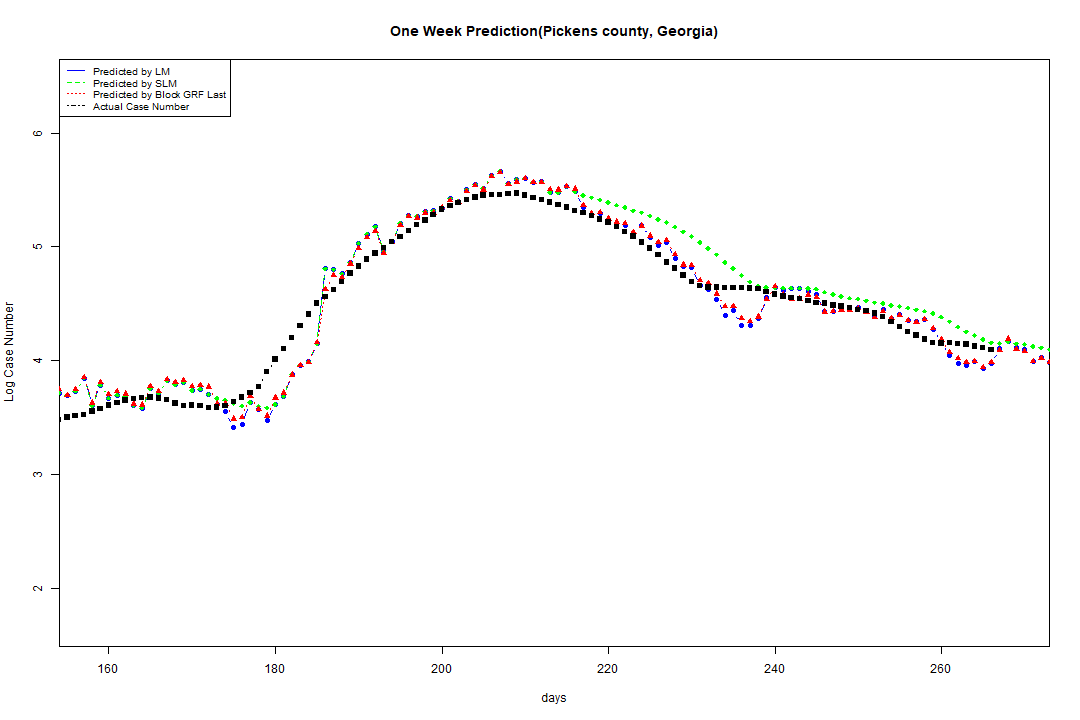 One Week Prediction(Pickens county, Georgia)
Predicted by LM
Predicted by SLM
Predicted by Block GRF Last
Actual Case Number
6
5
4
3
2
Log Case Number
160 180 200 220 240 260
days